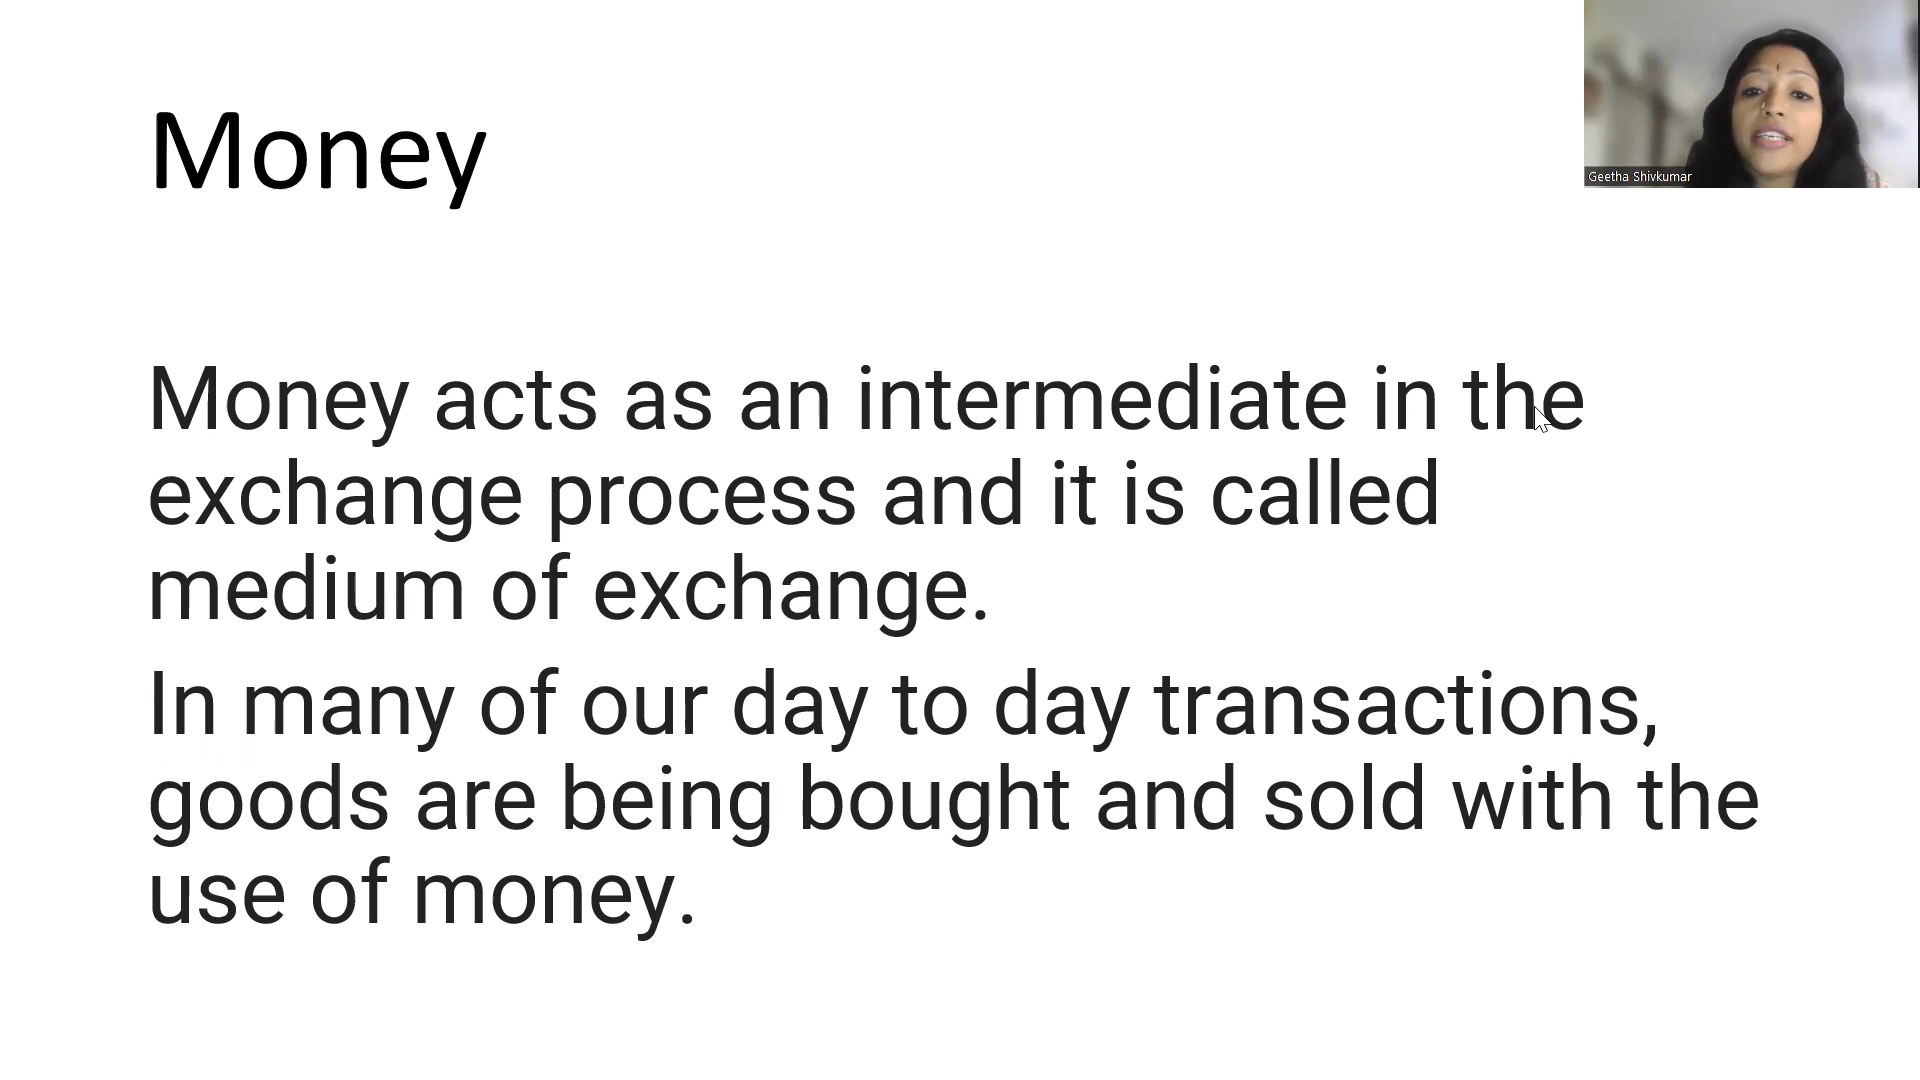 Money
Geetha Shivkumar
Money acts as an intermediate in the
exchange process and it is called
medium of exchange.
In many of our day to day transactions,
goods are being bought and sold with the
use of money.